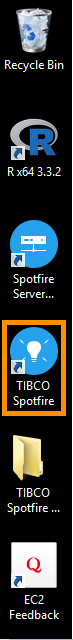 Recycle Bin
R
R x64 3.3.2
Spotfire
Server...
TIBCO
Spotfire
TIBCO
Spotfire ...
Q
EC2
Feedback